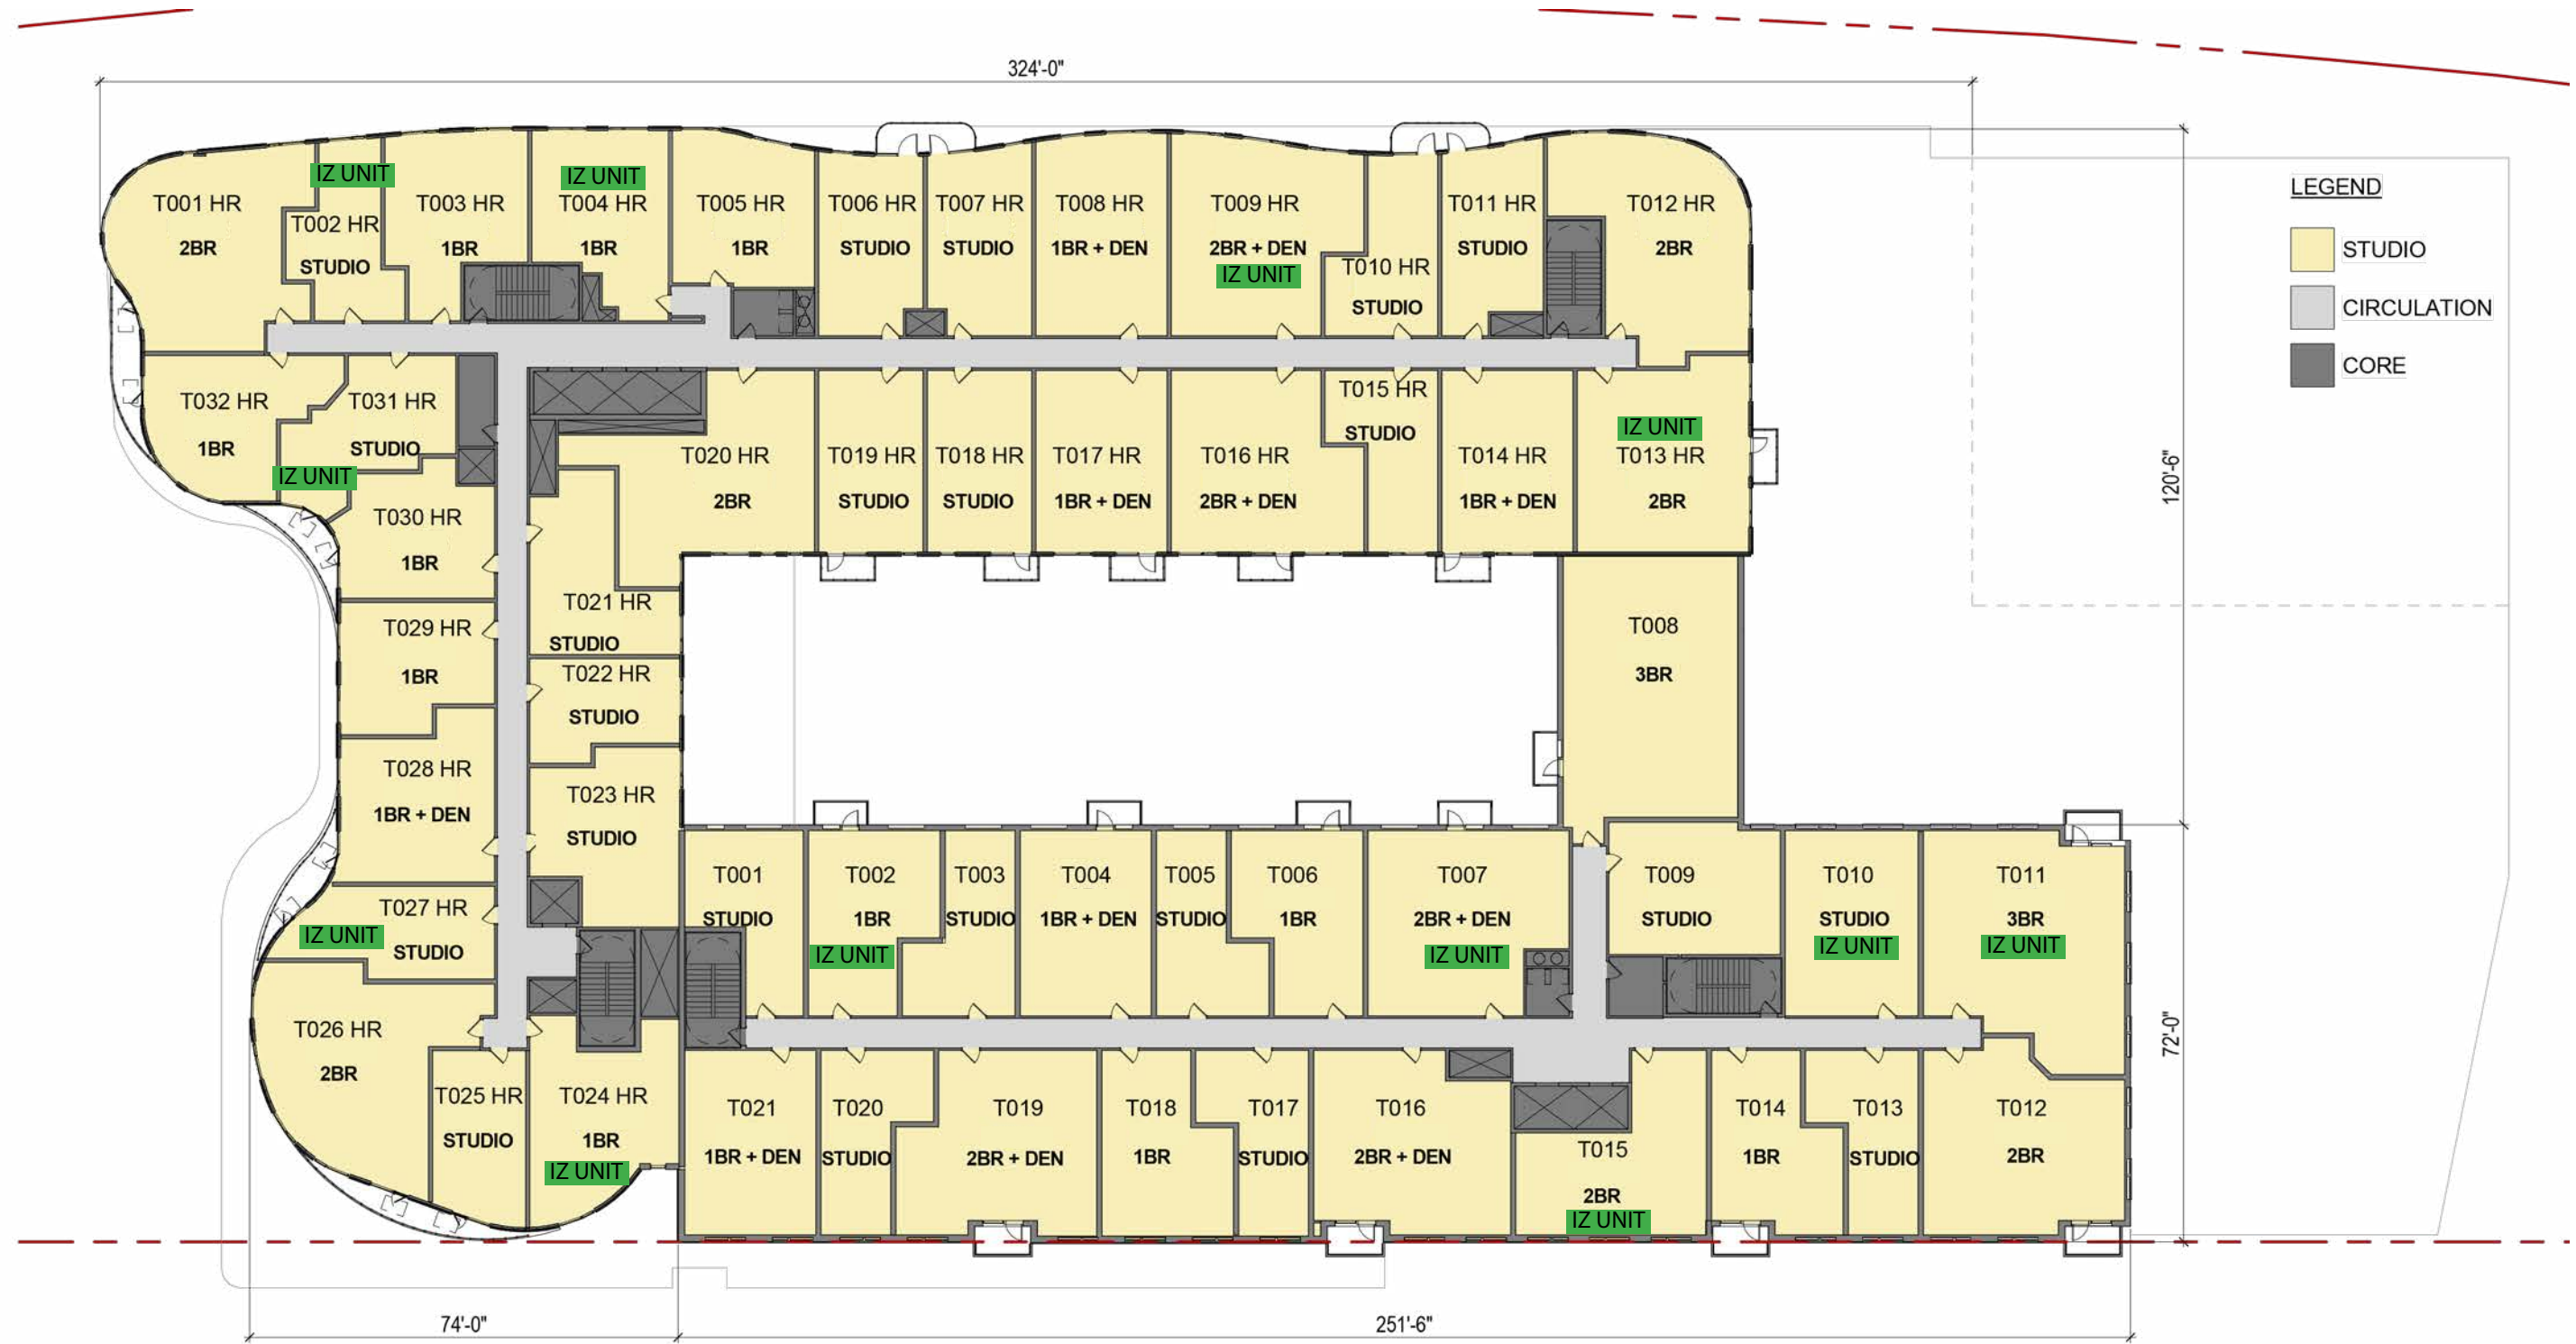 324'-0"
LEGEND
STUDIO
CIRCULATION
CORE
T001 HR
2BR
IZ UNIT
T002 HR
STUDIO
T003 HR
1BR
IZ UNIT
T004 HR
1BR
T005 HR
1BR
T006 HR
STUDIO
T007 HR
STUDIO
T008 HR
1BR + DEN
T009 HR
2BR + DEN
IZ UNIT
T010 HR
STUDIO
T011 HR
STUDIO
T012 HR
2BR
T032 HR
1BR
T031 HR
STUDIO
IZ UNIT
T020 HR
2BR
T019 HR
STUDIO
T018 HR
STUDIO
T017 HR
1BR + DEN
T016 HR
2BR + DEN
T015 HR
STUDIO
T014 HR
1BR + DEN
IZ UNIT
T013 HR
2BR
120'-6"
T030 HR
1BR
T021 HR
STUDIO
T029 HR
1BR
T022 HR
STUDIO
T008
3BR
T028 HR
1BR + DEN
T023 HR
STUDIO
T027 HR
IZ UNIT
STUDIO
T001
STUDIO
T002
1BR
IZ UNIT
T003
STUDIO
T004
1BR + DEN
T005
STUDIO
T006
1BR
T007
2BR + DEN
IZ UNIT
T009
STUDIO
T010
STUDIO
IZ UNIT
T011
3BR
IZ UNIT
T026 HR
2BR
T025 HR
STUDIO
T024 HR
1BR
IZ UNIT
T021
1BR + DEN
T020
STUDIO
T019
2BR + DEN
T018
1BR
T017
STUDIO
T016
2BR + DEN
T015
2BR
IZ UNIT
T014
1BR
T013
STUDIO
T012
2BR
72'-0"
74'-0"
251'-6"